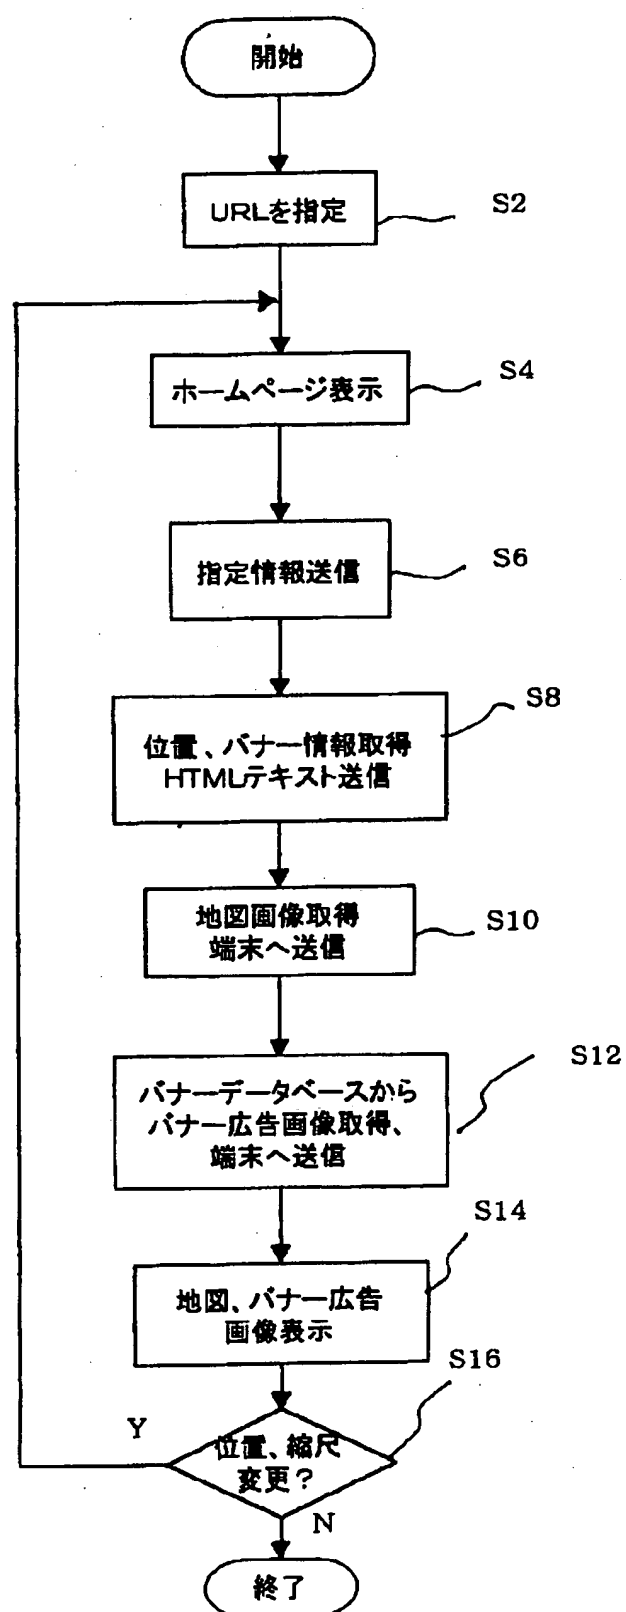 開始
URLを指定
S2
ホームページ表示
S4
指定情報送信
S6
S8
位置、バナー情報取得
HTMLテキスト送信
地図画像取得
端末へ送信
S10
バナーデータベースから
バナー広告画像取得、
端末へ送信
S12
S14
地図、バナー広告
画像表示
S16
Y
位置、縮尺
変更？
N
終了